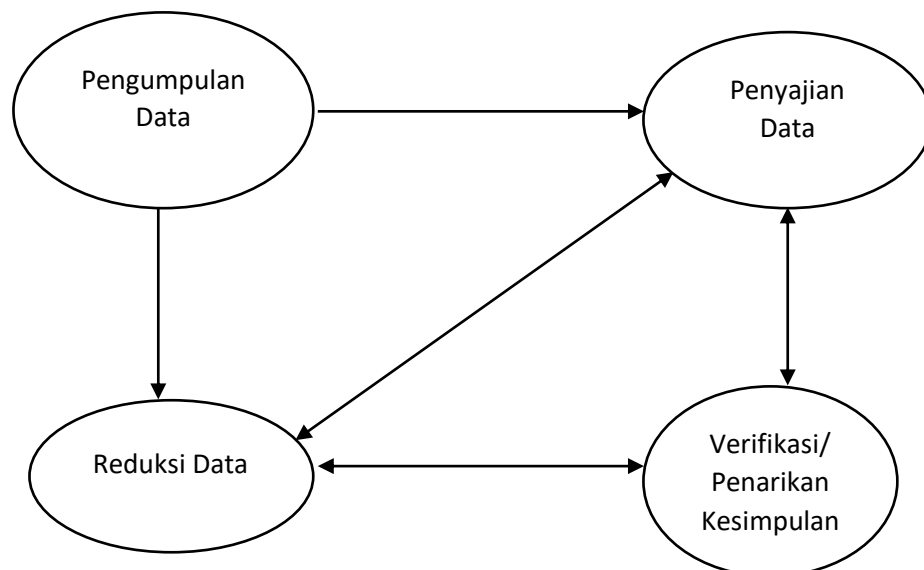 Pengumpulan
Data
Penyajian
Data
Reduksi Data
Verifikasi/
Penarikan
Kesimpulan